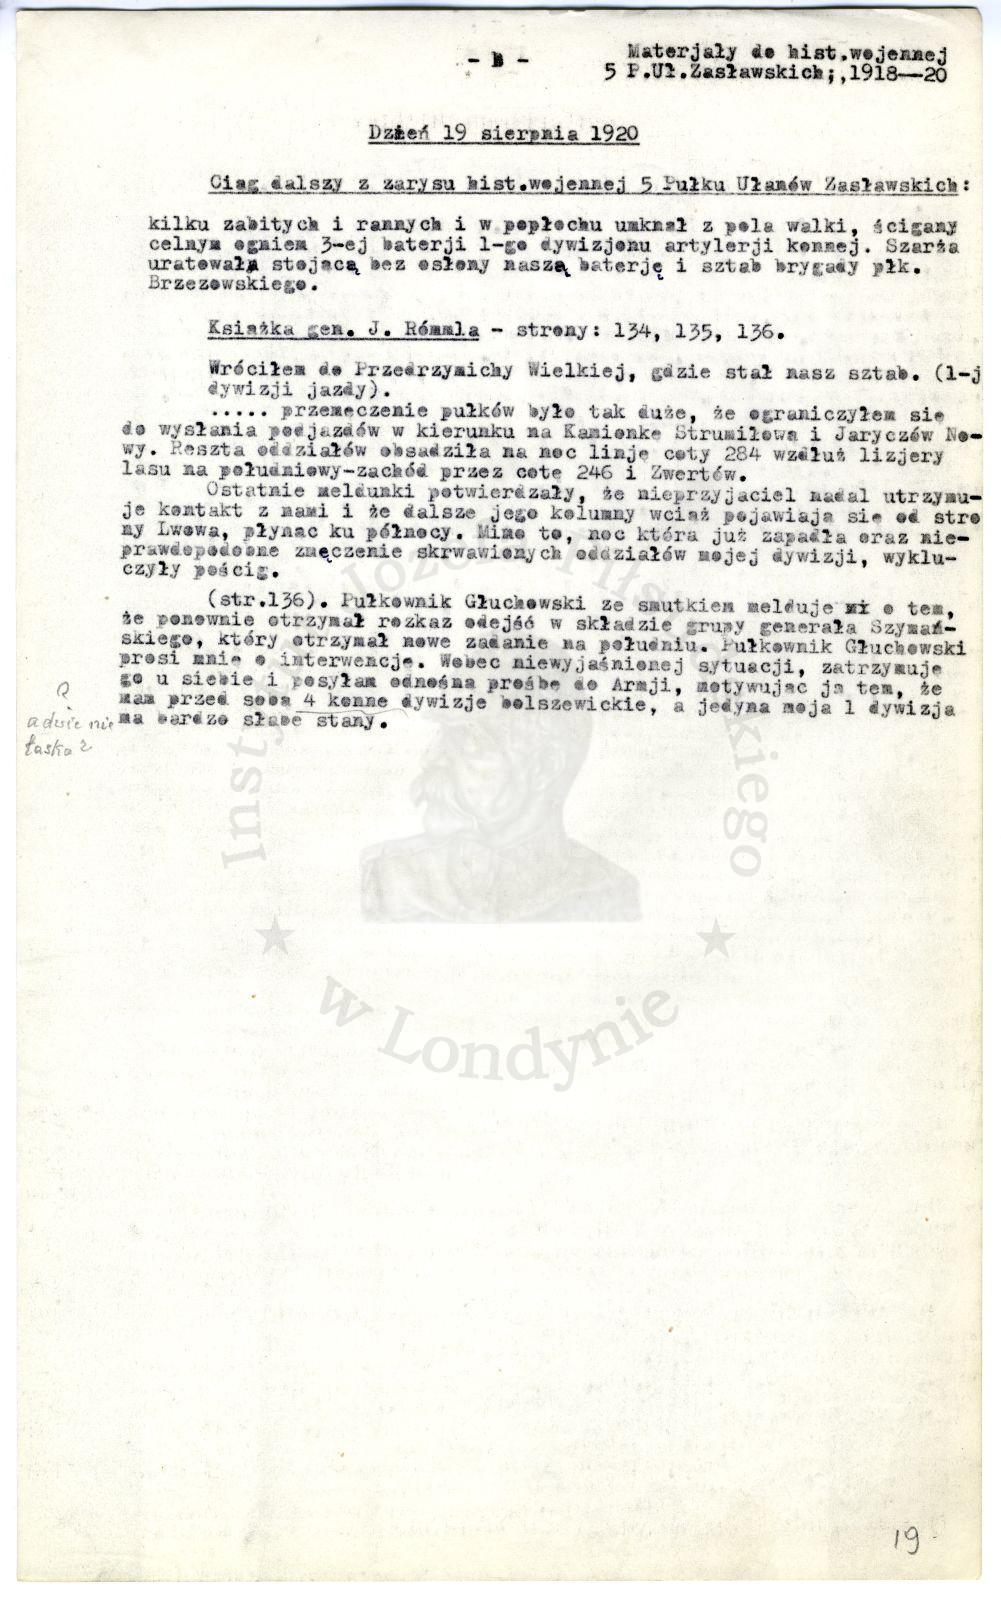 - B -
Materjały do hist.wojennej
5 P.Uł.Zasławskich;,1918—20
Dzień 19 sierpnia 1920
Ciąg dalszy z zarysu hist.wojennej 5 Pułku Ułanów Zasławskich:
kilku zabitych i rannych i w popłochu umknął z pola walki, ścigany
celnym ogniem 3-ej baterji 1-go dywizjonu artylerji konnej. Szarża
uratowała stojącą bez osłony naszą baterję i sztab brygady płk.
Brzezowskiego.
Książka gen. J. Rómmla - strony: 134, 135, 136.
Wróciłem do Przedrzymichy Wielkiej, gdzie stał nasz sztab. (1-j
dywizji jazdy).
..... przemęczenie pułków było tak duże, że ograniczyłem się
do wysłania podjazdów w kierunku na Kamionkę Strumiłową i Jaryczów No-
wy. Reszta oddziałów obsadziła na noc linję coty 284 wzdłuż lizjery
lasu na południowy-zachód przez cotę 246 i Zwertów.
Ostatnie meldunki potwierdzały, że nieprzyjaciel nadal utrzymu-
je kontakt z nami i że dalsze jego kolumny wciąż pojawiają się od stro
ny Lwowa, płynąc ku północy. Mimo to, noc która już zapadła oraz nie-
prawdopodobne zmęczenie skrwawionych oddziałów mojej dywizji, wyklu-
czyły pościg.
(str.136). Pułkownik Głuchowski ze smutkiem melduje mi o tem,
że ponownie otrzymał rozkaz odejść w składzie grupy generała Szymań-
skiego, który otrzymał nowe zadanie na południu. Pułkownik Głuchowski
prosi mnie o interwencję. Wobec niewyjaśnionej sytuacji, zatrzymuję
go u siebie i posyłam odnośną prośbę do Armji, motywując ją tem, że
mam przed sobą 4 konne dywizje bolszewickie, a jedyna moja 1 dywizja
ma bardzo słabe stany.
?
a dwie nie
łaska?
Instytut Józefa Piłsudskiego
w Londynie
19